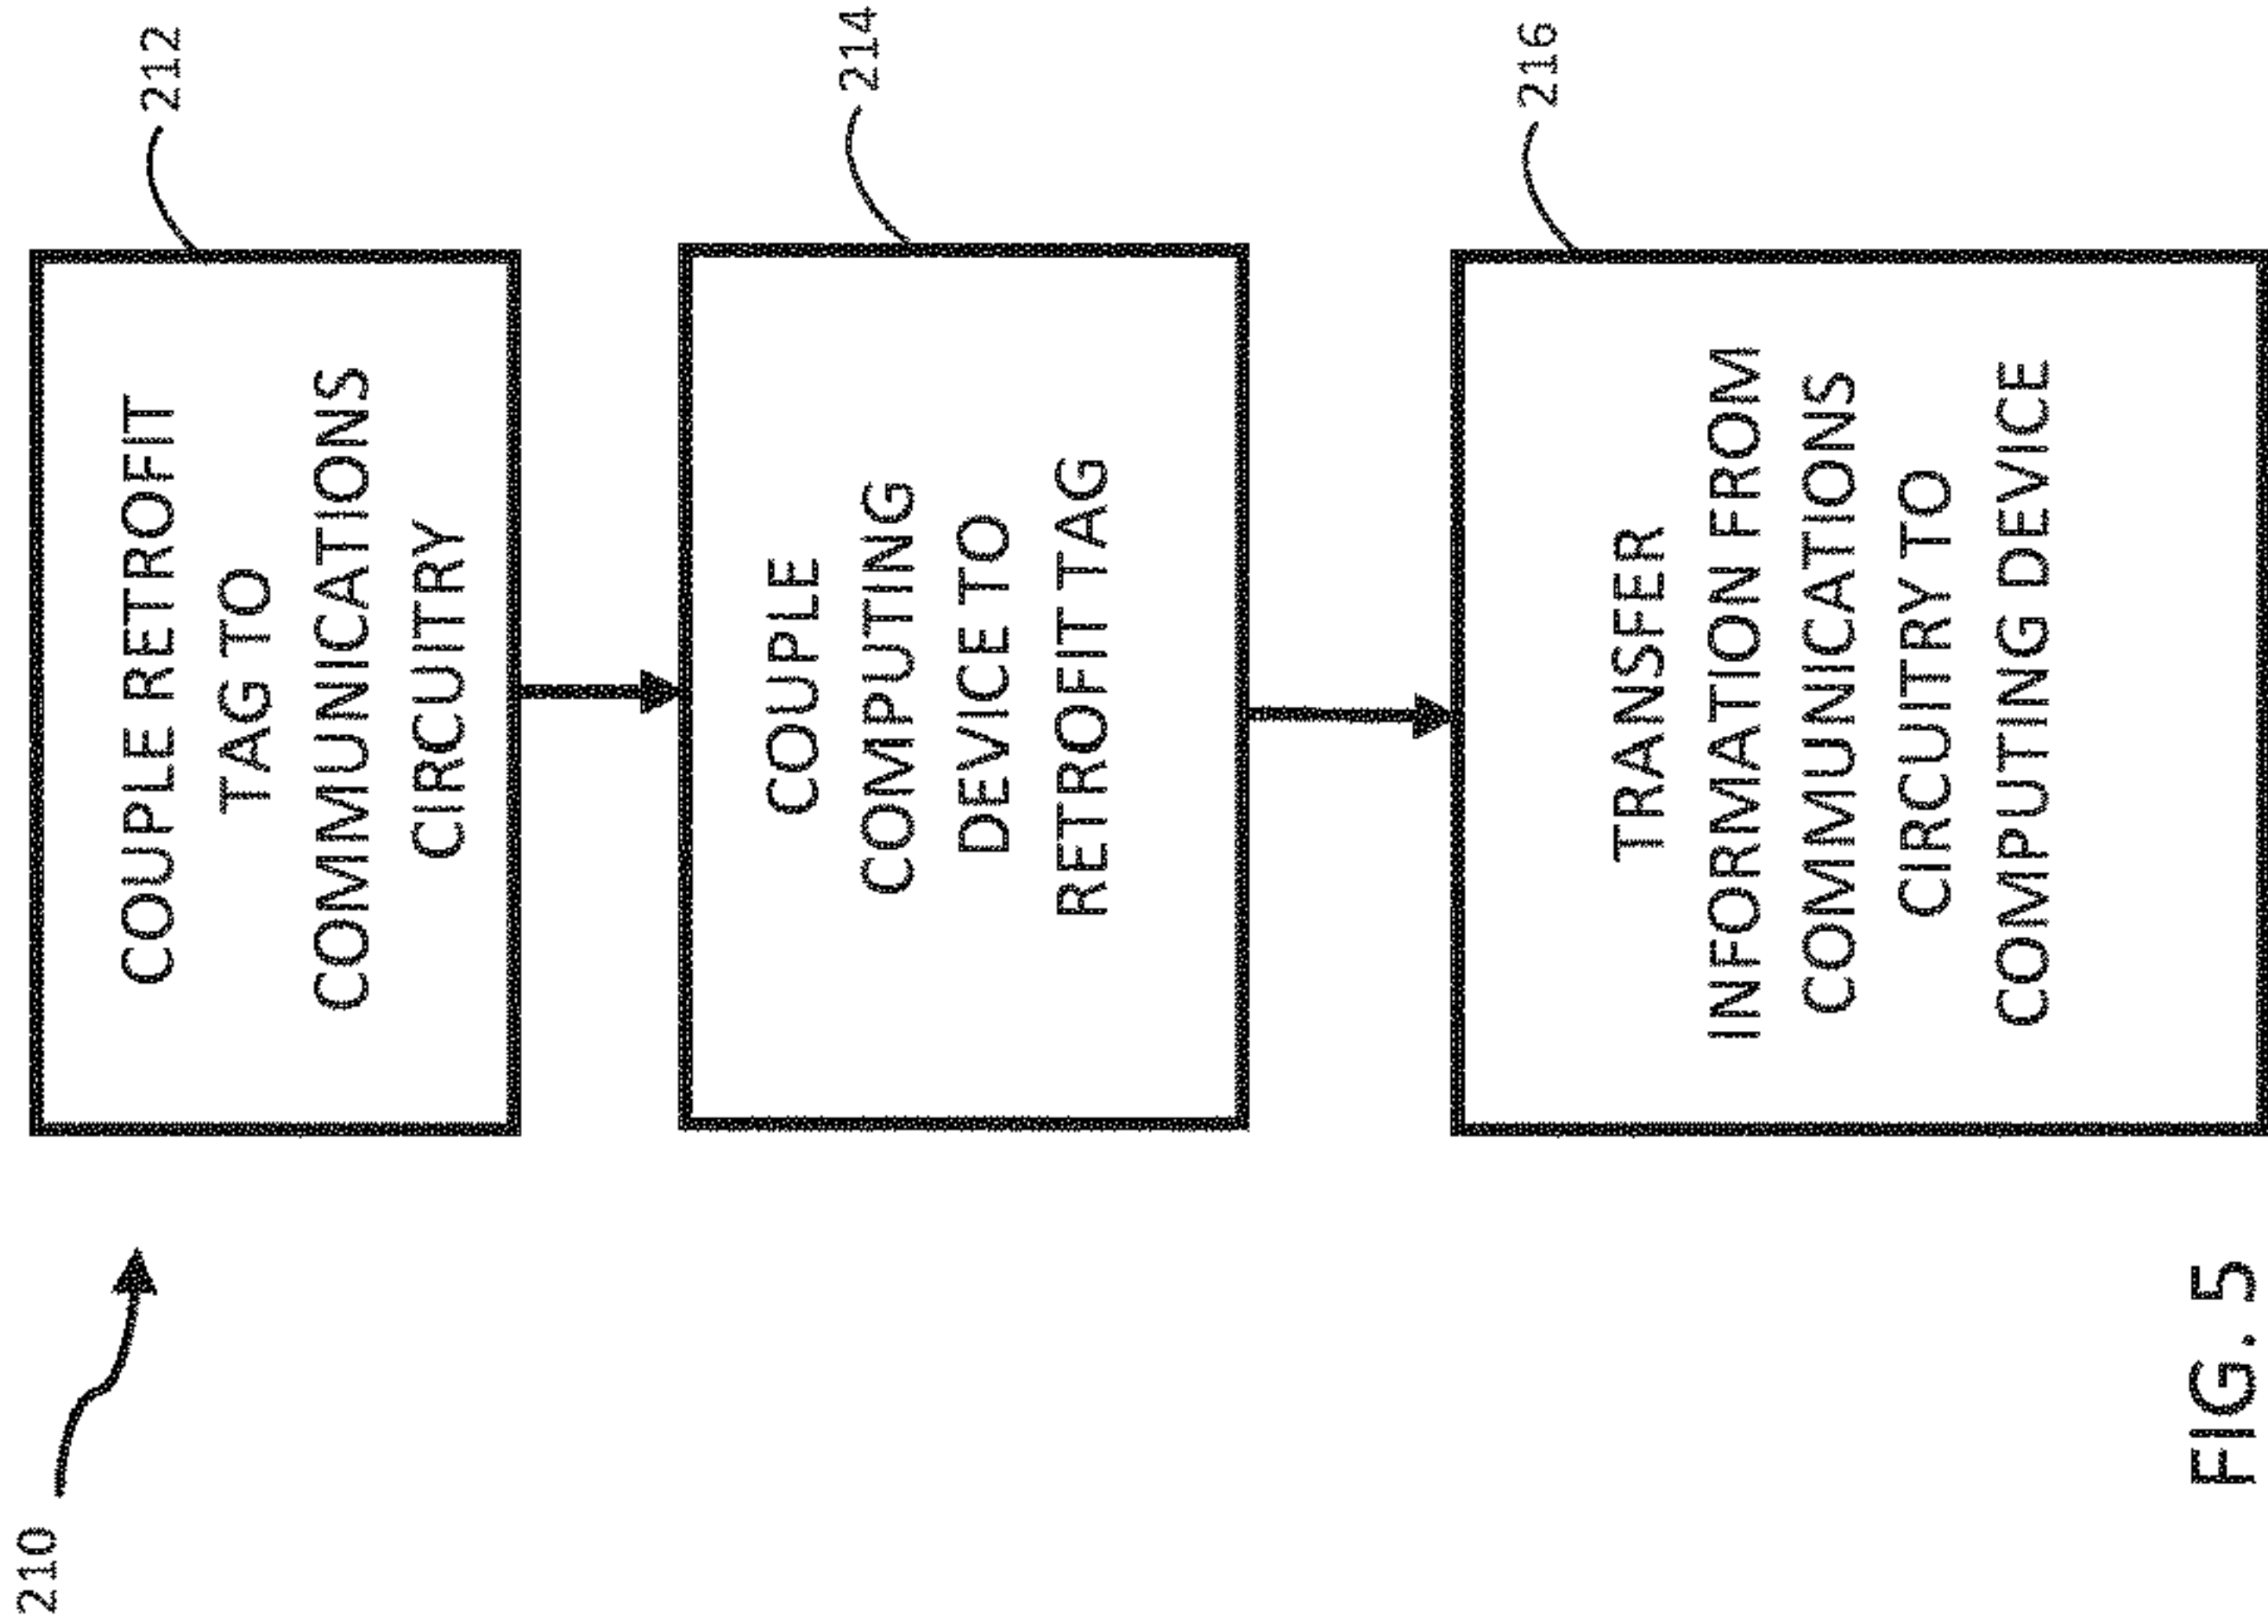 210
212
COUPLE RETROFIT
TAG TO
COMMUNICATIONS
CIRCUITRY
214
COUPLE
COMPUTING
DEVICE TO
RETROFIT TAG
216
TRANSFER
INFORMATION FROM
COMMUNICATIONS
CIRCUITRY TO
COMPUTING DEVICE
FIG. 5